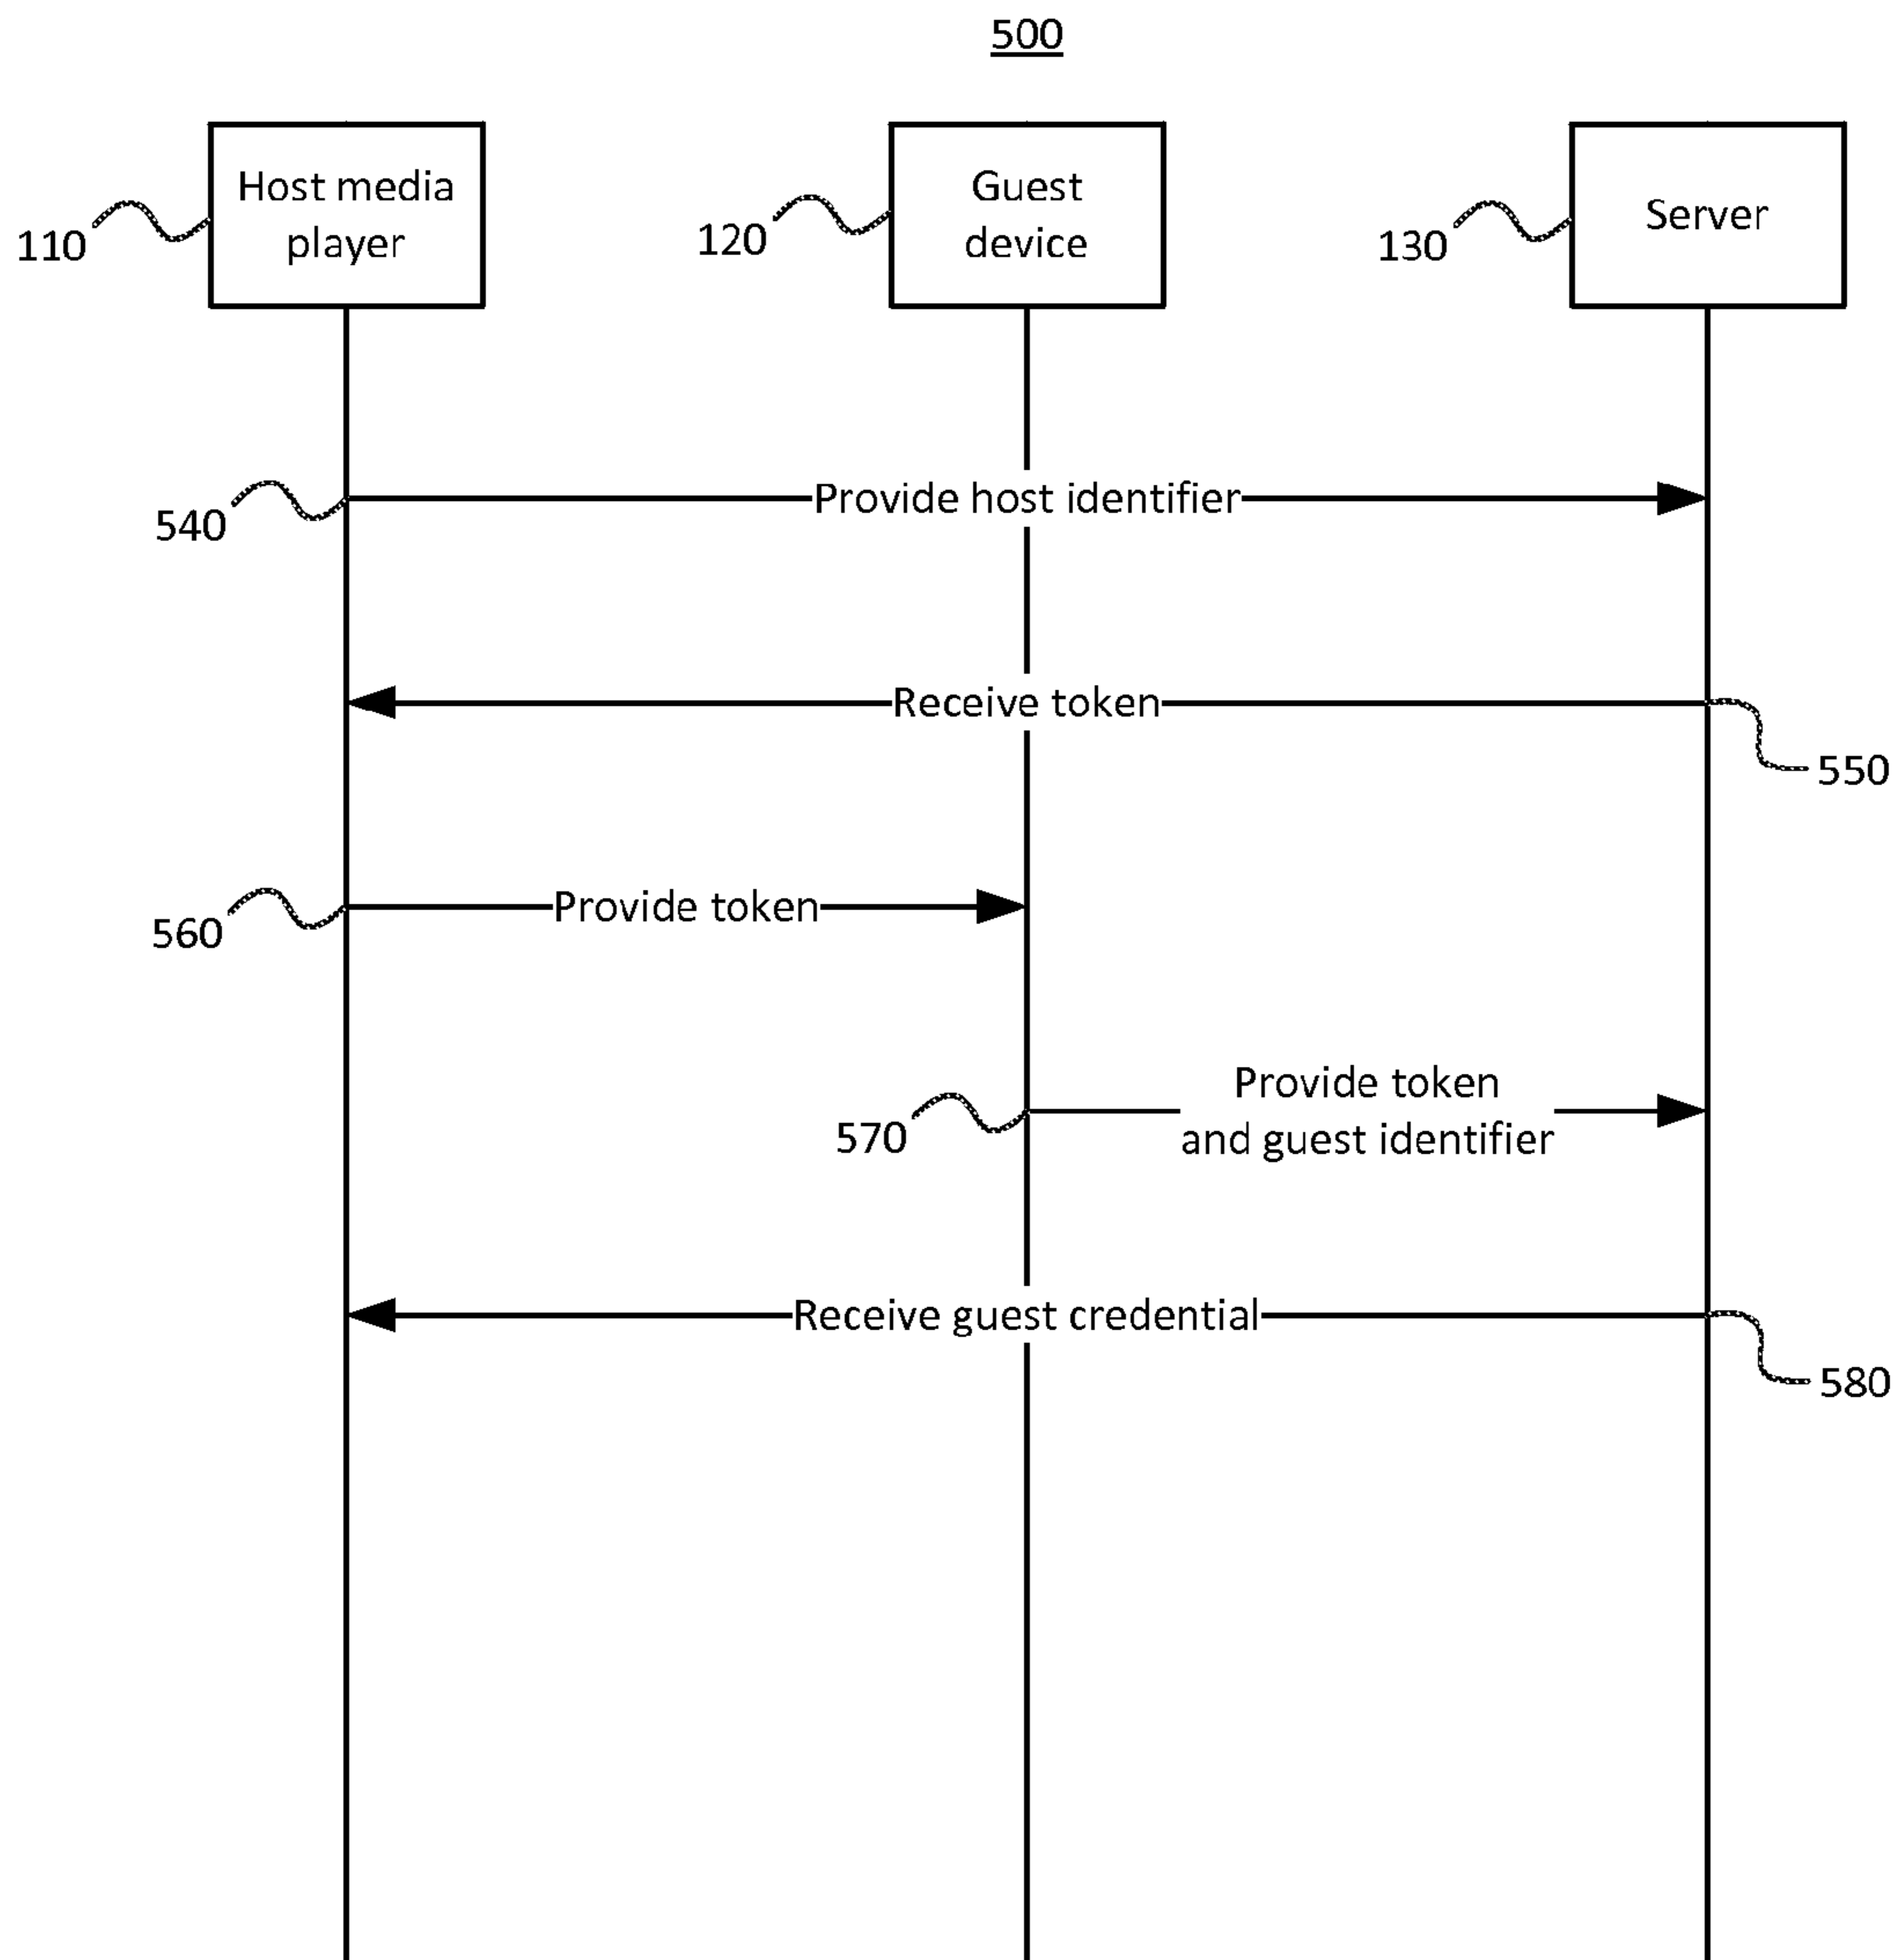 500
Host media
player
110
Guest
device
120
Server
130
Provide host identifier
540
Receive token
550
Provide token
560
Provide token
and guest identifier
570
Receive guest credential
580